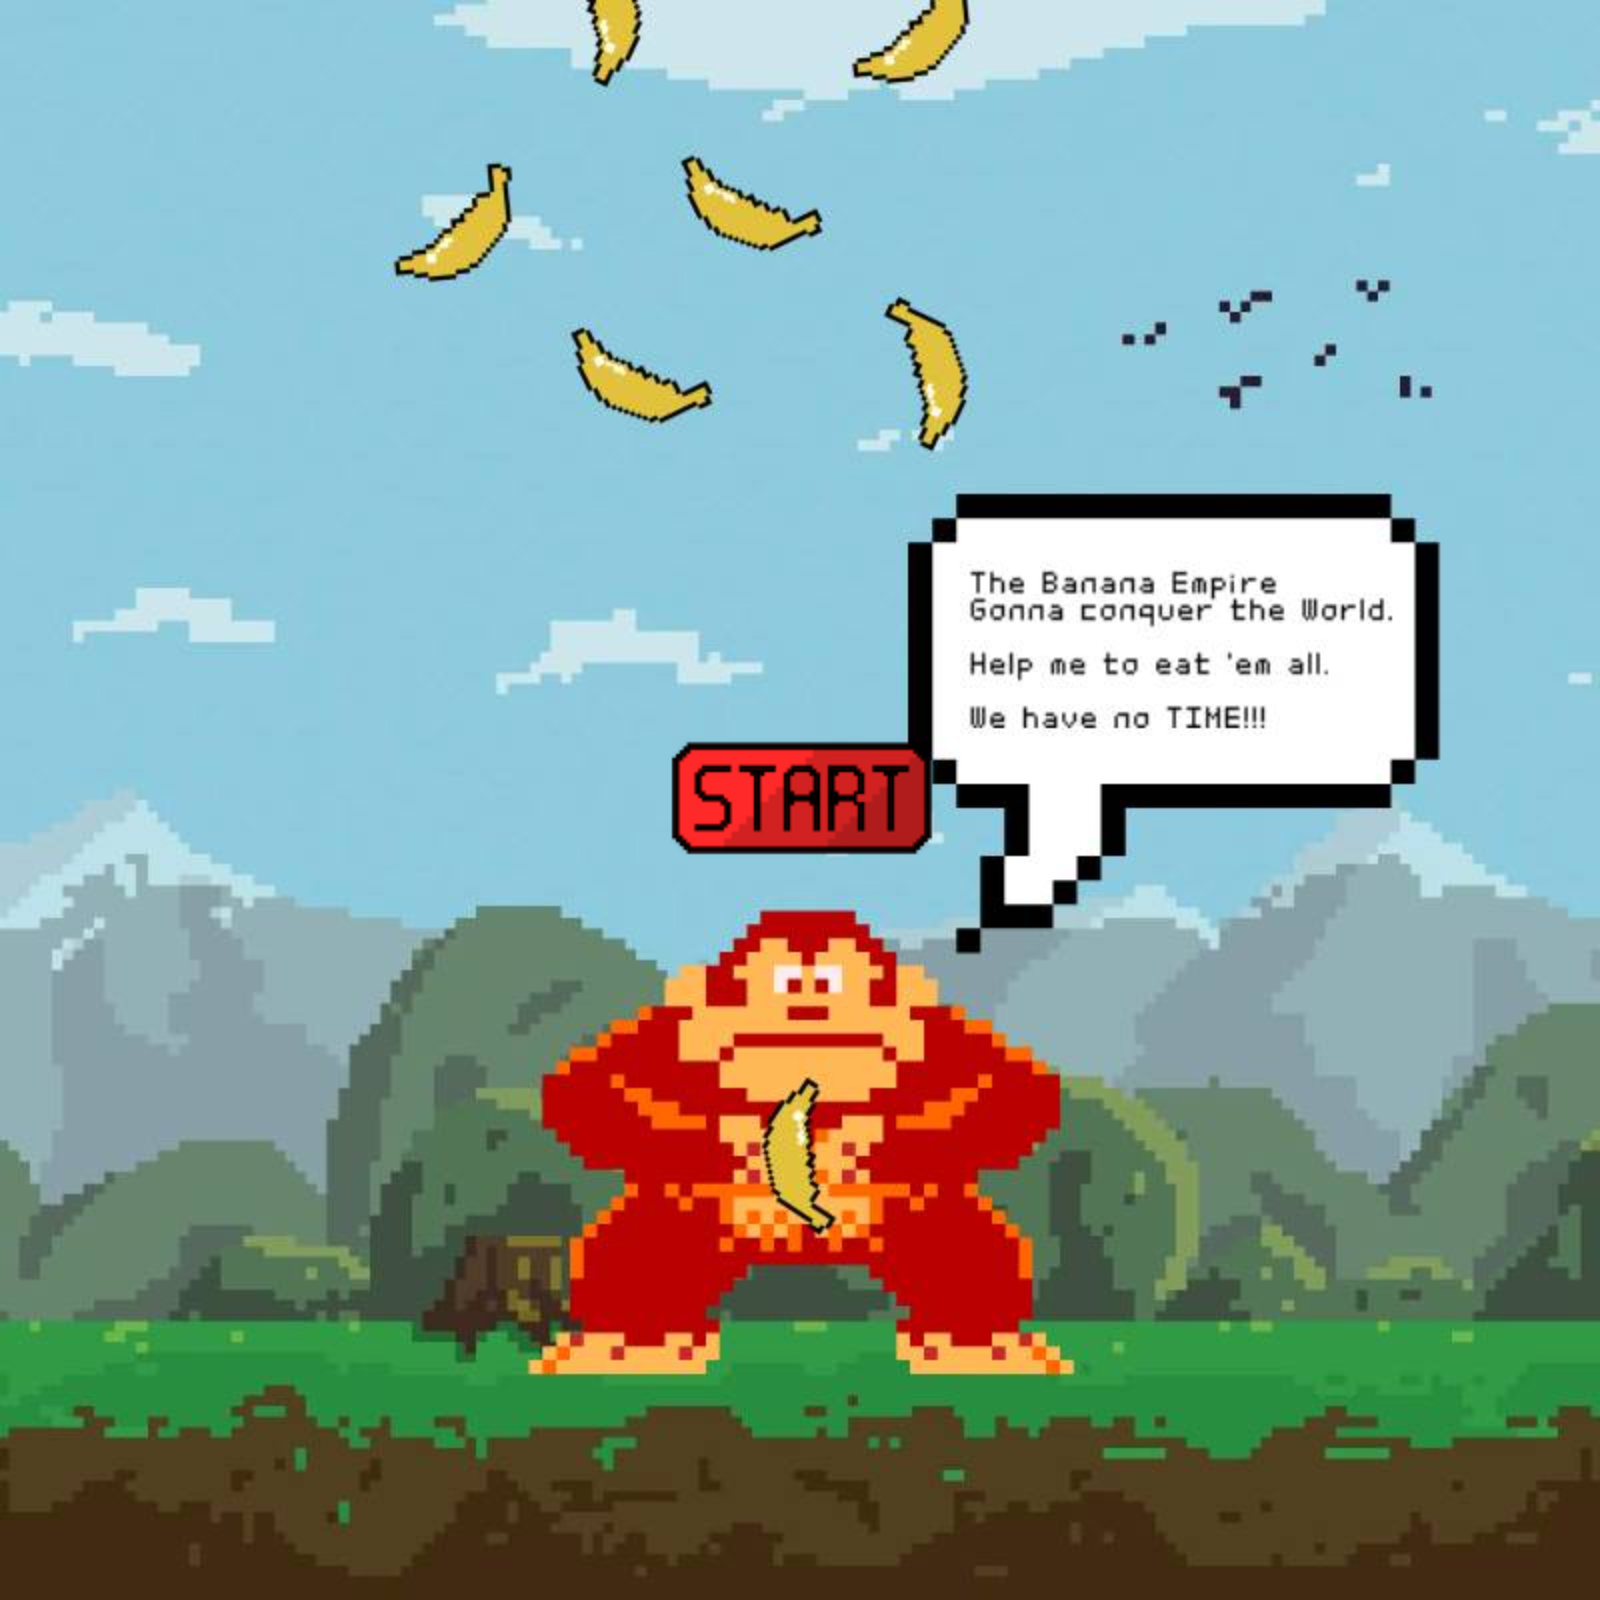 The Banana Empire
Gonna conquer the World.
Help me to eat 'em all.
We have no TIME!!!
START